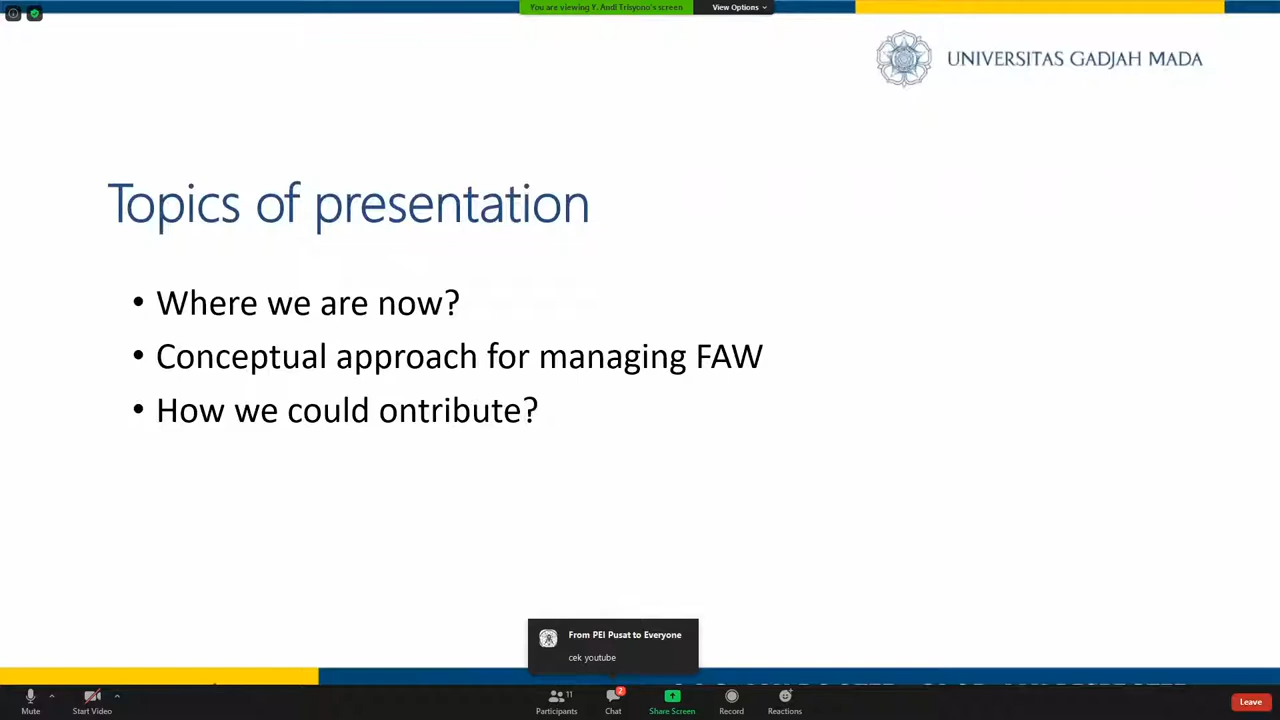 You are viewing Y. Andi Trisyono's screen
View Options
UNIVERSITAS GADJAH MADA
Topics of presentation
• Where we are now?
• Conceptual approach for managing FAW
• How we could ontribute?
From PEI Pusat to Everyone
cek youtube
Mute
Start Video
11
Participants
2
Chat
Share Screen
Record
Reactions
Leave